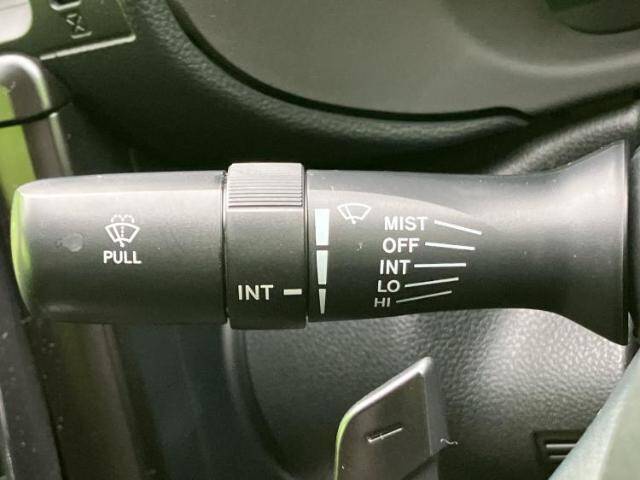 PULL
INT
MIST
OFF
INT
LO
HI